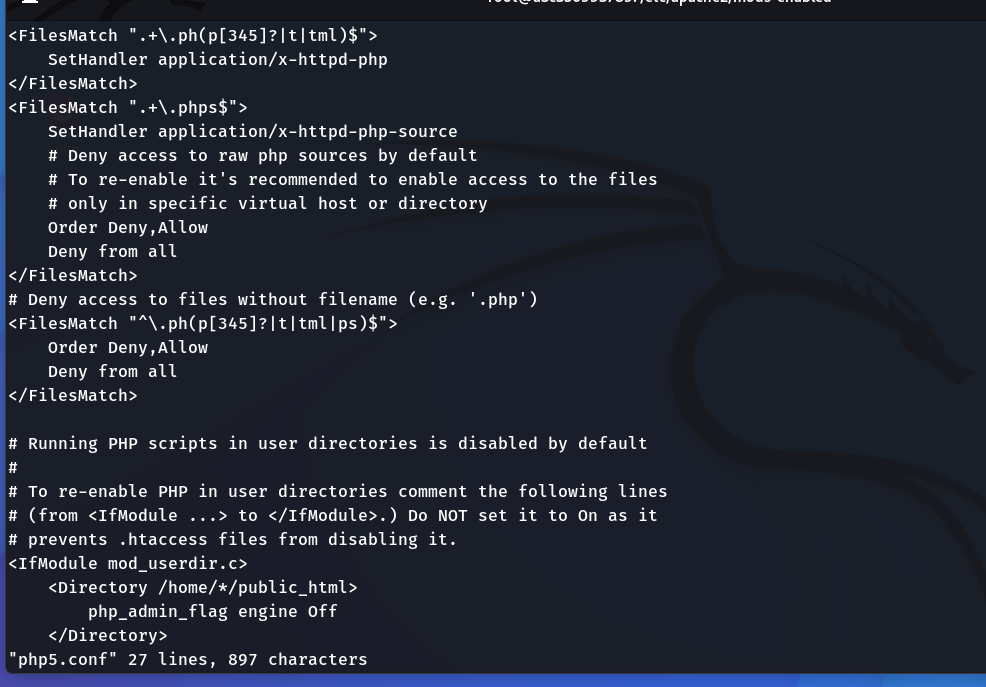 <FilesMatch ".+\.ph(p[345]?|t|tml)$">
    SetHandler application/x-httpd-php
</FilesMatch>
<FilesMatch ".+\.phps$">
    SetHandler application/x-httpd-php-source
    # Deny access to raw php sources by default
    # To re-enable it's recommended to enable access to the files
    # only in specific virtual host or directory
    Order Deny,Allow
    Deny from all
</FilesMatch>
# Deny access to files without filename (e.g. '.php')
<FilesMatch "^\.ph(p[345]?|t|tml|ps)$">
    Order Deny,Allow
    Deny from all
</FilesMatch>

# Running PHP scripts in user directories is disabled by default
#
# To re-enable PHP in user directories comment the following lines
# (from <IfModule ...> to </IfModule>.) Do NOT set it to On as it
# prevents .htaccess files from disabling it.
<IfModule mod_userdir.c>
    <Directory /home/*/public_html>
        php_admin_flag engine Off
    </Directory>
"php5.conf" 27 lines, 897 characters